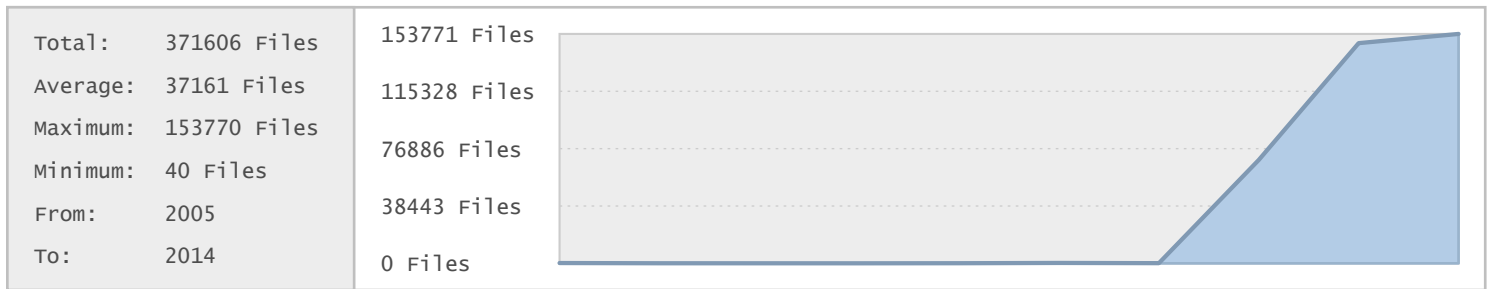 Total: 371606 Files
Average: 37161 Files
Maximum: 153770 Files
Minimum: 40 Files
From: 2005
To: 2014
153771 Files
115328 Files
76886 Files
38443 Files
0 Files